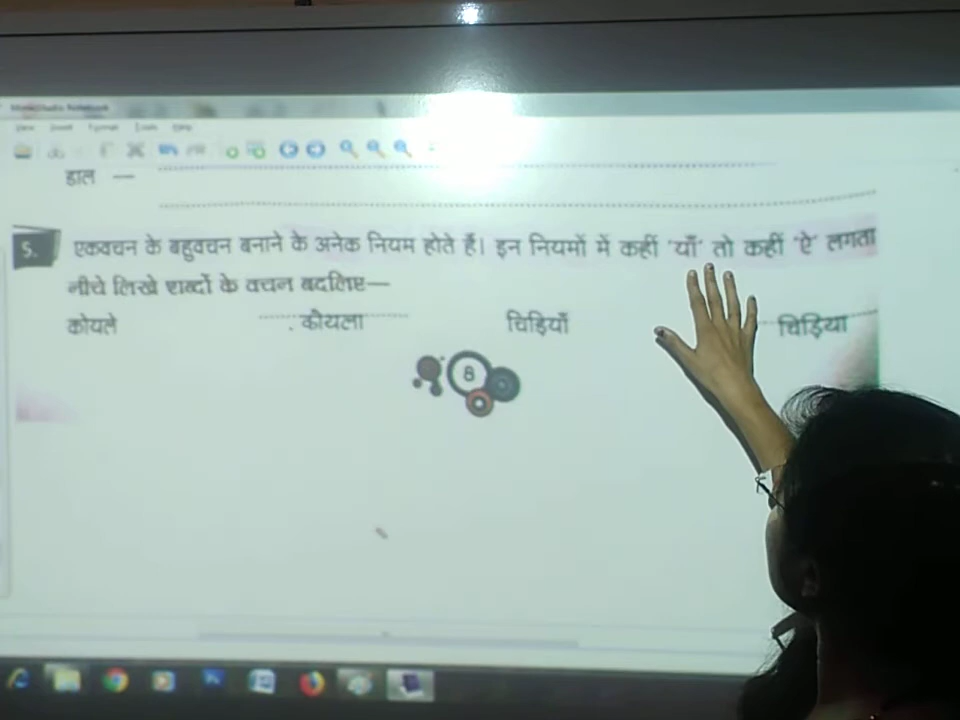 डाल —
5. एकवचन के बहुवचन बनाने के अनेक नियम होते हैं। इन नियमों में कहीं 'याँ' तो कहीं 'ऐ' लगता
नीचे लिखे शब्दों के वचन बदलिए—
कोयले कोयला चिड़ियाँ चिड़िया
8